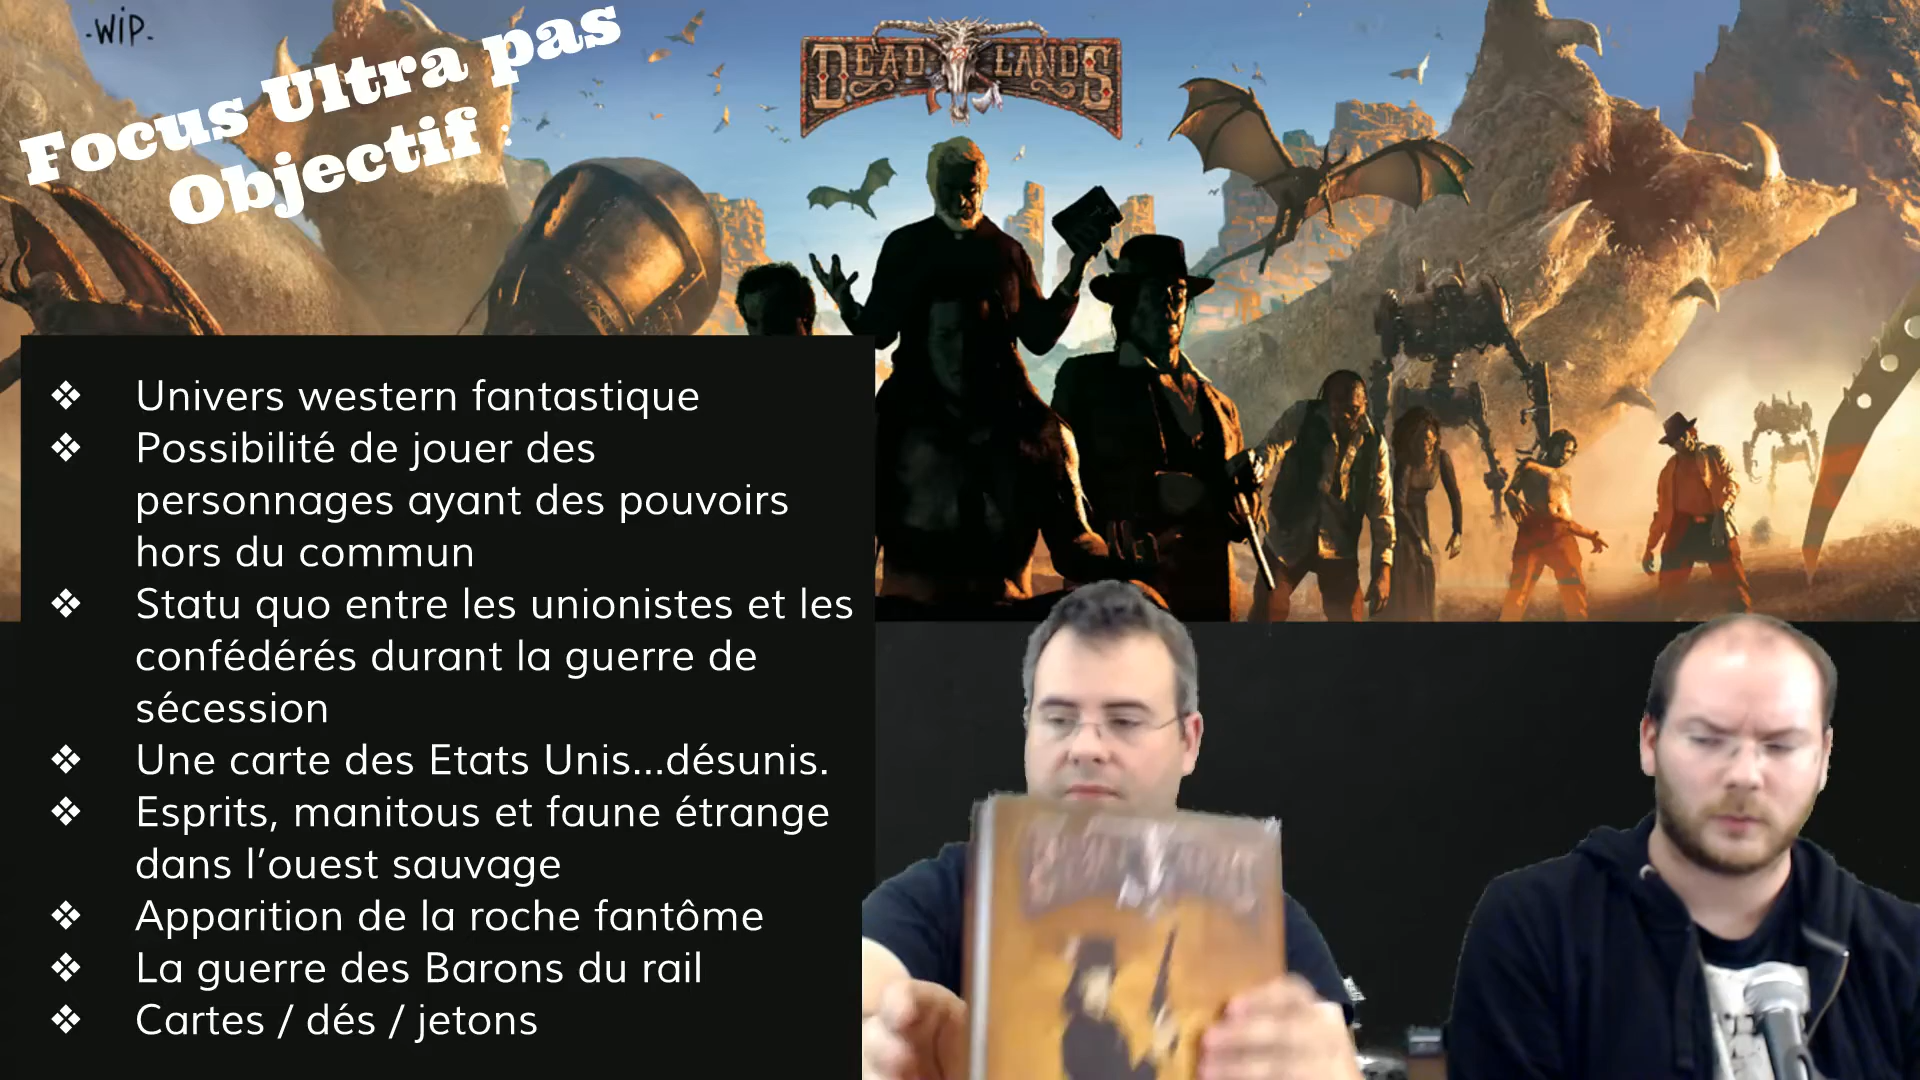 -WIP-
Focus Ultra pas
Objectif :
DEAD LANDS
❖ Univers western fantastique
❖ Possibilité de jouer des
personnages ayant des pouvoirs
hors du commun
❖ Statu quo entre les unionistes et les
confédérés durant la guerre de
sécession
❖ Une carte des Etats Unis...désunis.
❖ Esprits, manitous et faune étrange
dans l’ouest sauvage
❖ Apparition de la roche fantôme
❖ La guerre des Barons du rail
❖ Cartes / dés / jetons